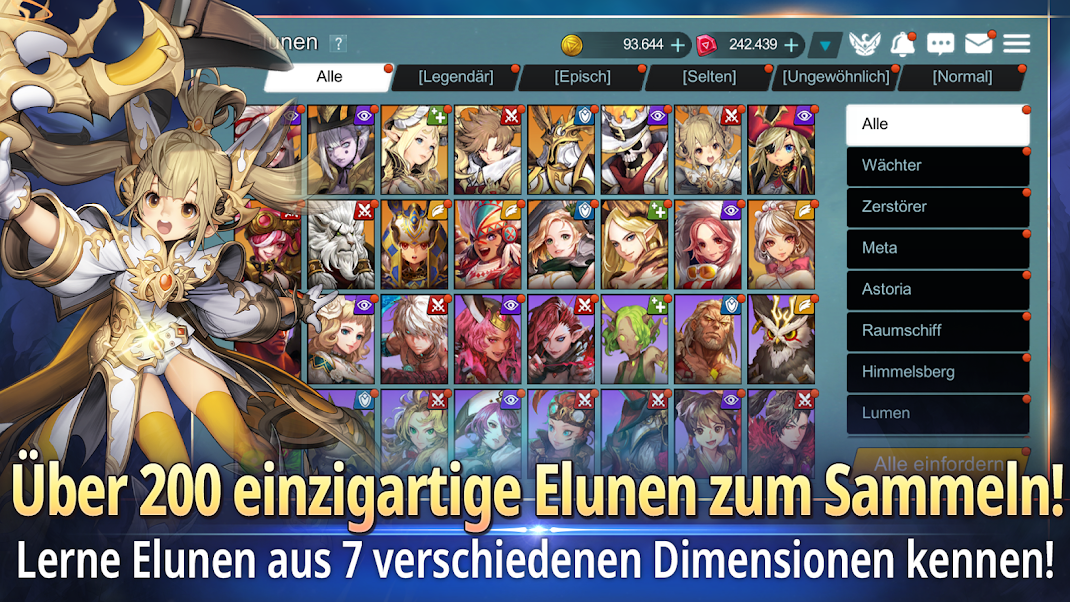 Elunen ?
93.644 +
242.439 +
Alle
[Legendär]
[Episch]
[Selten]
[Ungewöhnlich]
[Normal]
Alle
Wächter
Zerstörer
Meta
Astoria
Raumschiff
Himmelsberg
Lumen
Alle einfordern
Über 200 einzigartige Elunen zum Sammeln!
Lerne Elunen aus 7 verschiedenen Dimensionen kennen!